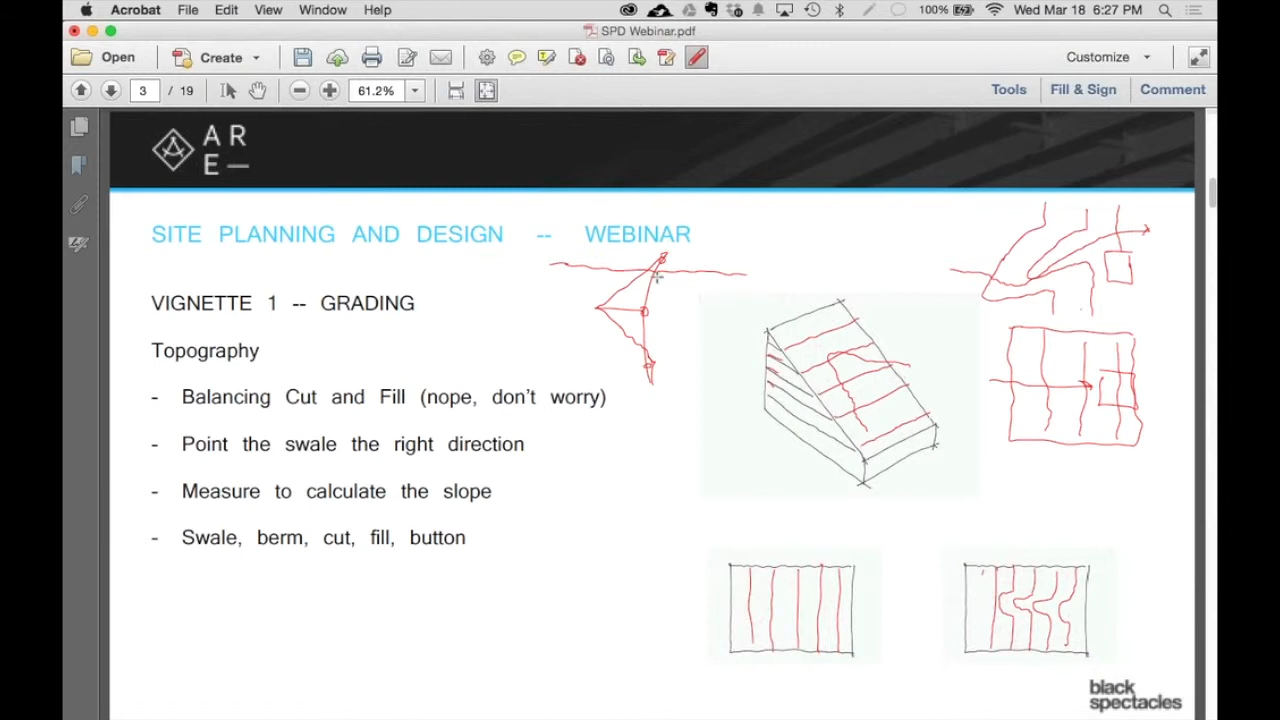 Acrobat File Edit View Window Help 100% Wed Mar 18 6:27 PM
SPD Webinar.pdf
Open Create Customize
3 / 19 61.2% Tools Fill & Sign Comment
A R
E —
SITE PLANNING AND DESIGN -- WEBINAR
VIGNETTE 1 -- GRADING
Topography
- Balancing Cut and Fill (nope, don't worry)
- Point the swale the right direction
- Measure to calculate the slope
- Swale, berm, cut, fill, button
black
spectacles